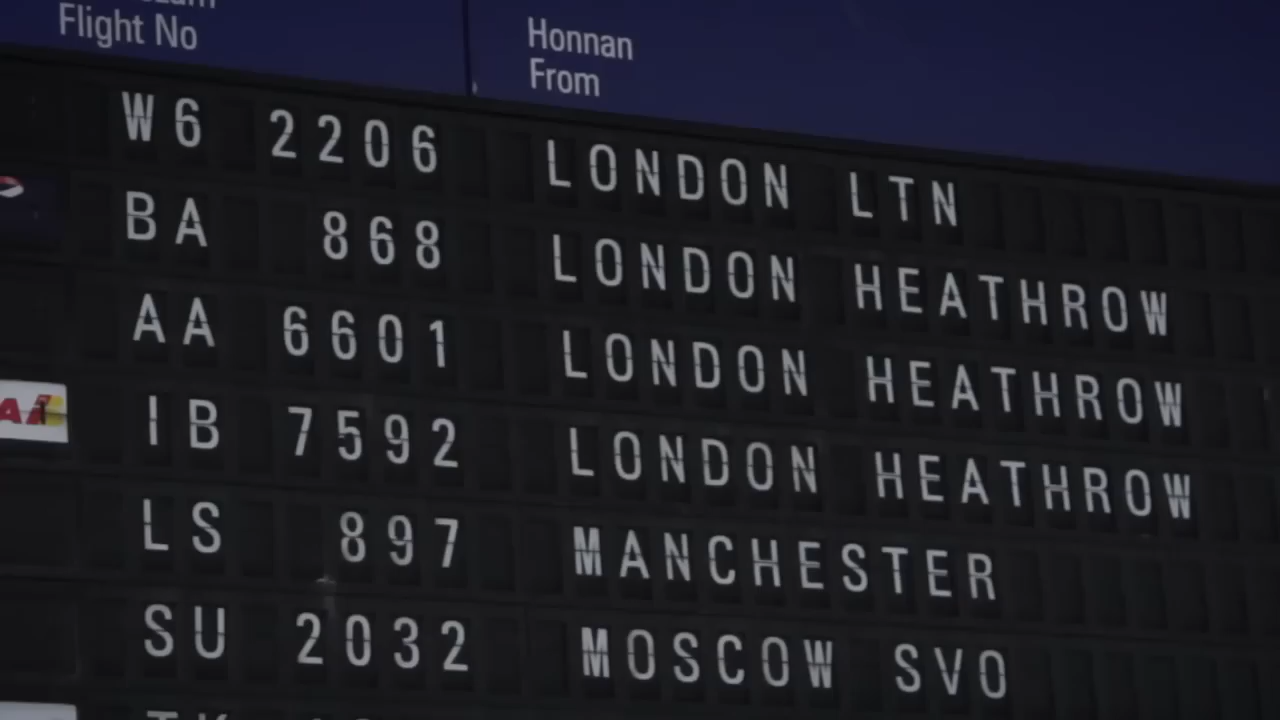 Flight No
Honnan
From
W6 2206 LONDON LTN
BA 868 LONDON HEATHROW
AA 6601 LONDON HEATHROW
IB 7592 LONDON HEATHROW
LS 897 MANCHESTER
SU 2032 MOSCOW SVO